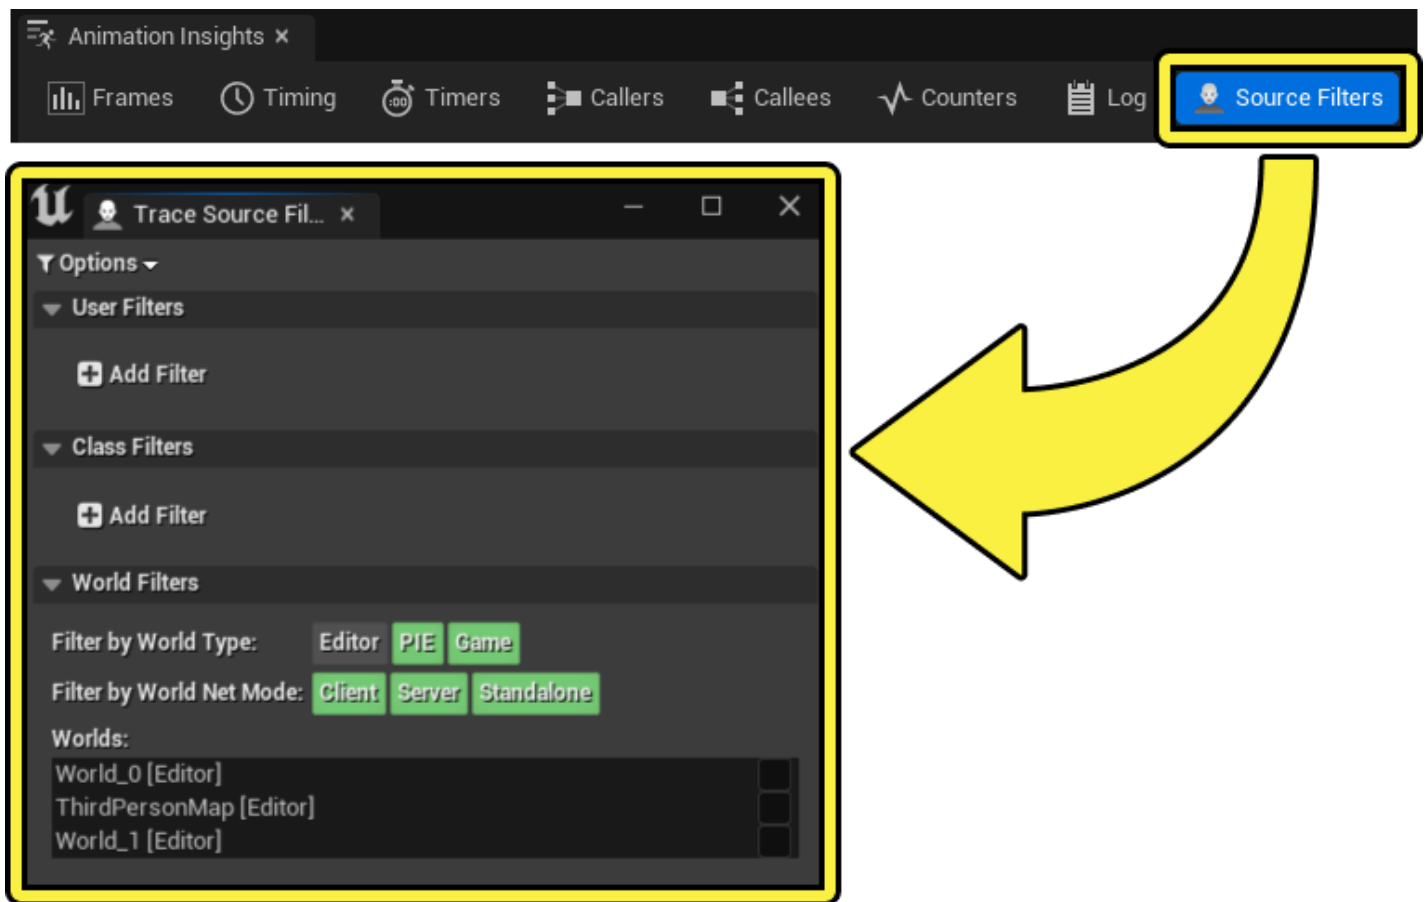 Animation Insights
Frames Timing Timers Callers Callees Counters Log Source Filters
Trace Source Fil...
Options
User Filters
Add Filter
Class Filters
Add Filter
World Filters
Filter by World Type: Editor PIE Game
Filter by World Net Mode: Client Server Standalone
Worlds:
World_0 [Editor]
ThirdPersonMap [Editor]
World_1 [Editor]